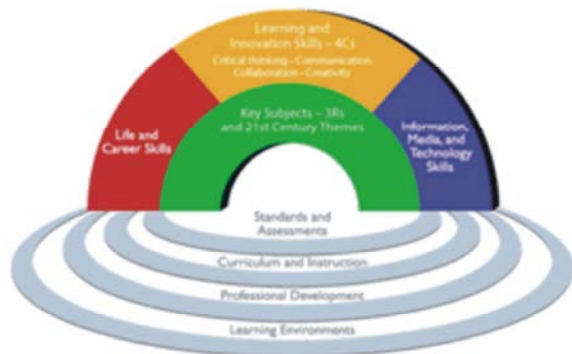 Learning and
Innovation Skills – 4Cs
Critical thinking • Communication
Collaboration • Creativity
Key Subjects – 3Rs
and 21st Century Themes
Life and
Career Skills
Information,
Media, and
Technology
Skills
Standards and
Assessments
Curriculum and Instruction
Professional Development
Learning Environments